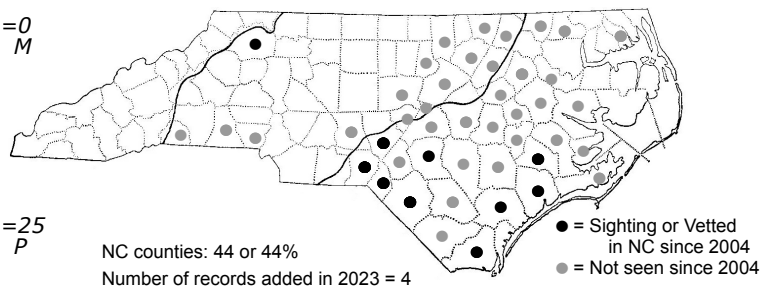 =0
M
=25
P
NC counties: 44 or 44%
Number of records added in 2023 = 4
= Sighting or Vetted
in NC since 2004
= Not seen since 2004